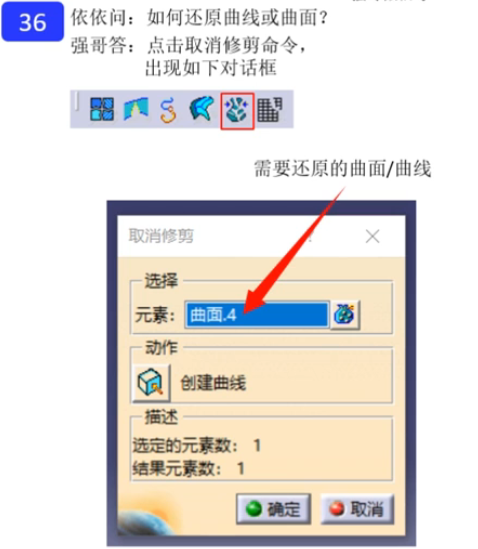 36
依依问：如何还原曲线或曲面？
强哥答：点击取消修剪命令，
出现如下对话框
需要还原的曲面/曲线
取消修剪
选择
元素：
曲面.4
动作
创建曲线
描述
选定的元素数： 1
结果元素数： 1
确定
取消